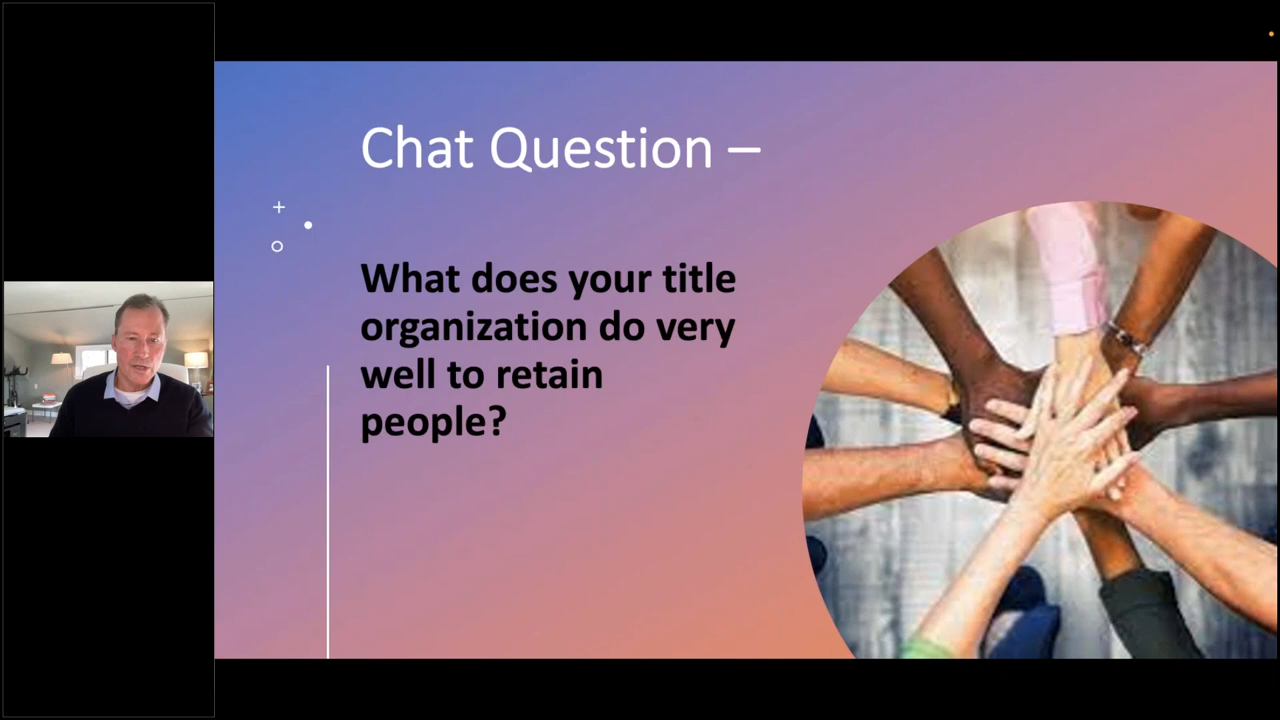 Chat Question –
What does your title
organization do very
well to retain
people?